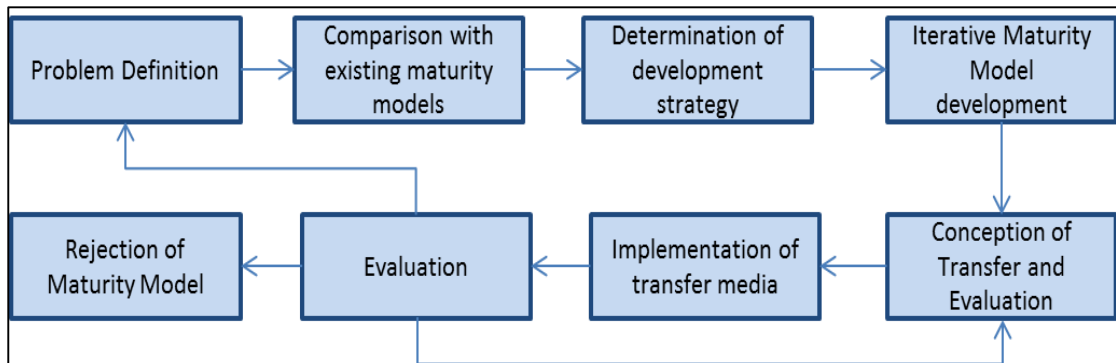 Problem Definition
Comparison with
existing maturity
models
Determination of
development
strategy
Iterative Maturity
Model
development
Rejection of
Maturity Model
Evaluation
Implementation of
transfer media
Conception of
Transfer and
Evaluation